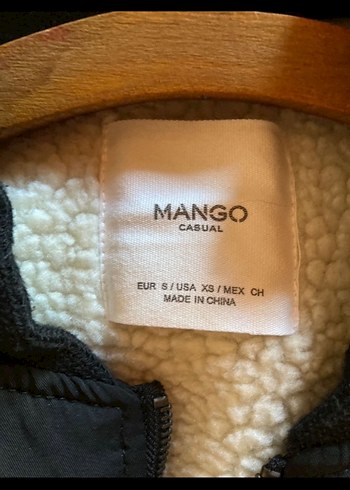 MANGO
CASUAL
EUR S / USA XS / MEX CH
MADE IN CHINA